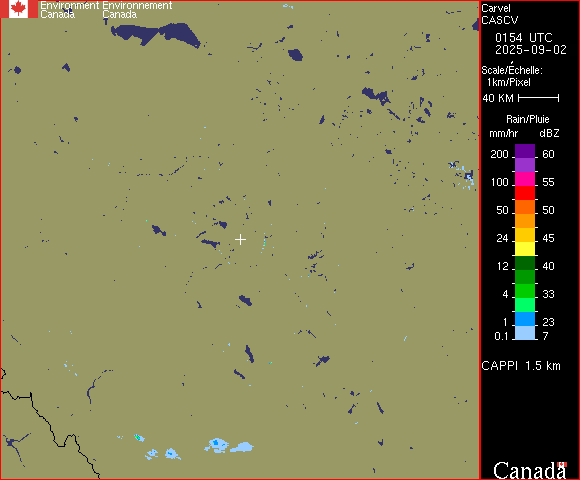 Environment Environnement
Canada Canada
Carvel
CASCV
0154 UTC
2025-09-02
Scale/Échelle:
1km/Pixel
40 KM
Rain/Pluie
mm/hr dBZ
200 60
100 55
50 50
24 45
12 40
4 33
1 23
0.1 7
CAPPI 1.5 km
Canada